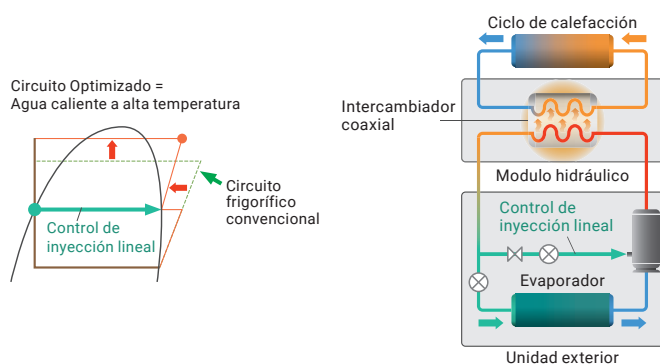 Circuito Optimizado =
Agua caliente a alta temperatura
Control de
inyección lineal
Circuito
frigorífico
convencional
Ciclo de calefacción
Intercambiador
coaxial
Modulo hidráulico
Control de
inyección lineal
Evaporador
Unidad exterior